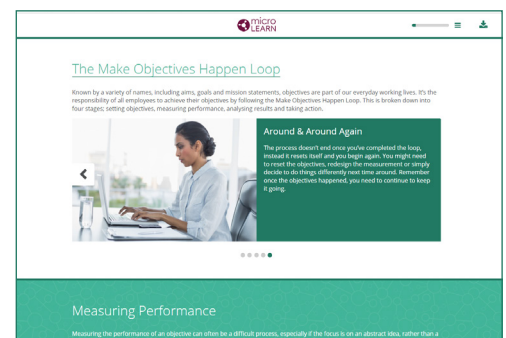 micro
LEARN
The Make Objectives Happen Loop
Known by a variety of names, including aims, goals and mission statements, objectives are part of our everyday working lives. It's the
responsibility of all employees to achieve their objectives by following the Make Objectives Happen Loop. This is broken down into
four stages; setting objectives, measuring performance, analysing results and taking action.
Around & Around Again
The process doesn't end once you've completed the loop,
instead it resets itself and you begin again. You might need
to reset the objectives, redesign the measurement or simply
decide to do things differently next time around. Remember
once the objectives happened, you need to continue to keep
it going.
Measuring Performance
Measuring the performance of an objective can often be a difficult process, especially if the focus is on an abstract idea, rather than a